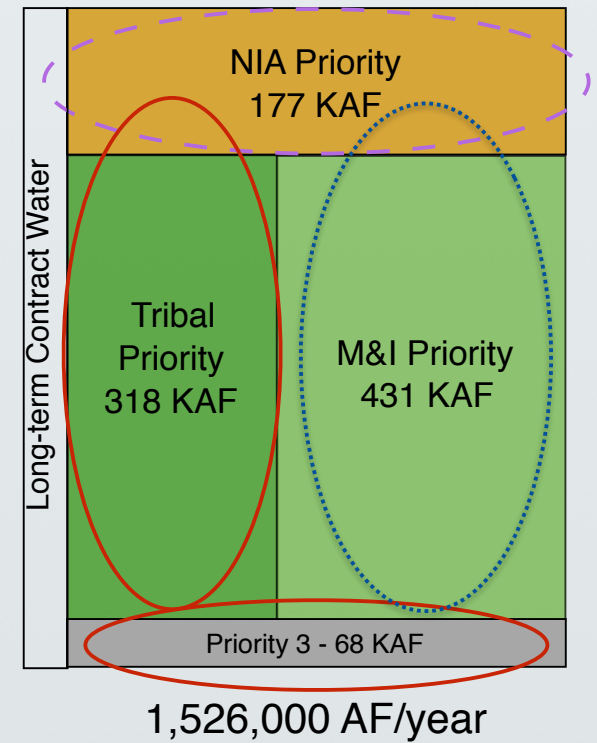 Long-term Contract Water
NIA Priority
177 KAF
Tribal
Priority
318 KAF
M&I Priority
431 KAF
Priority 3 - 68 KAF
1,526,000 AF/year